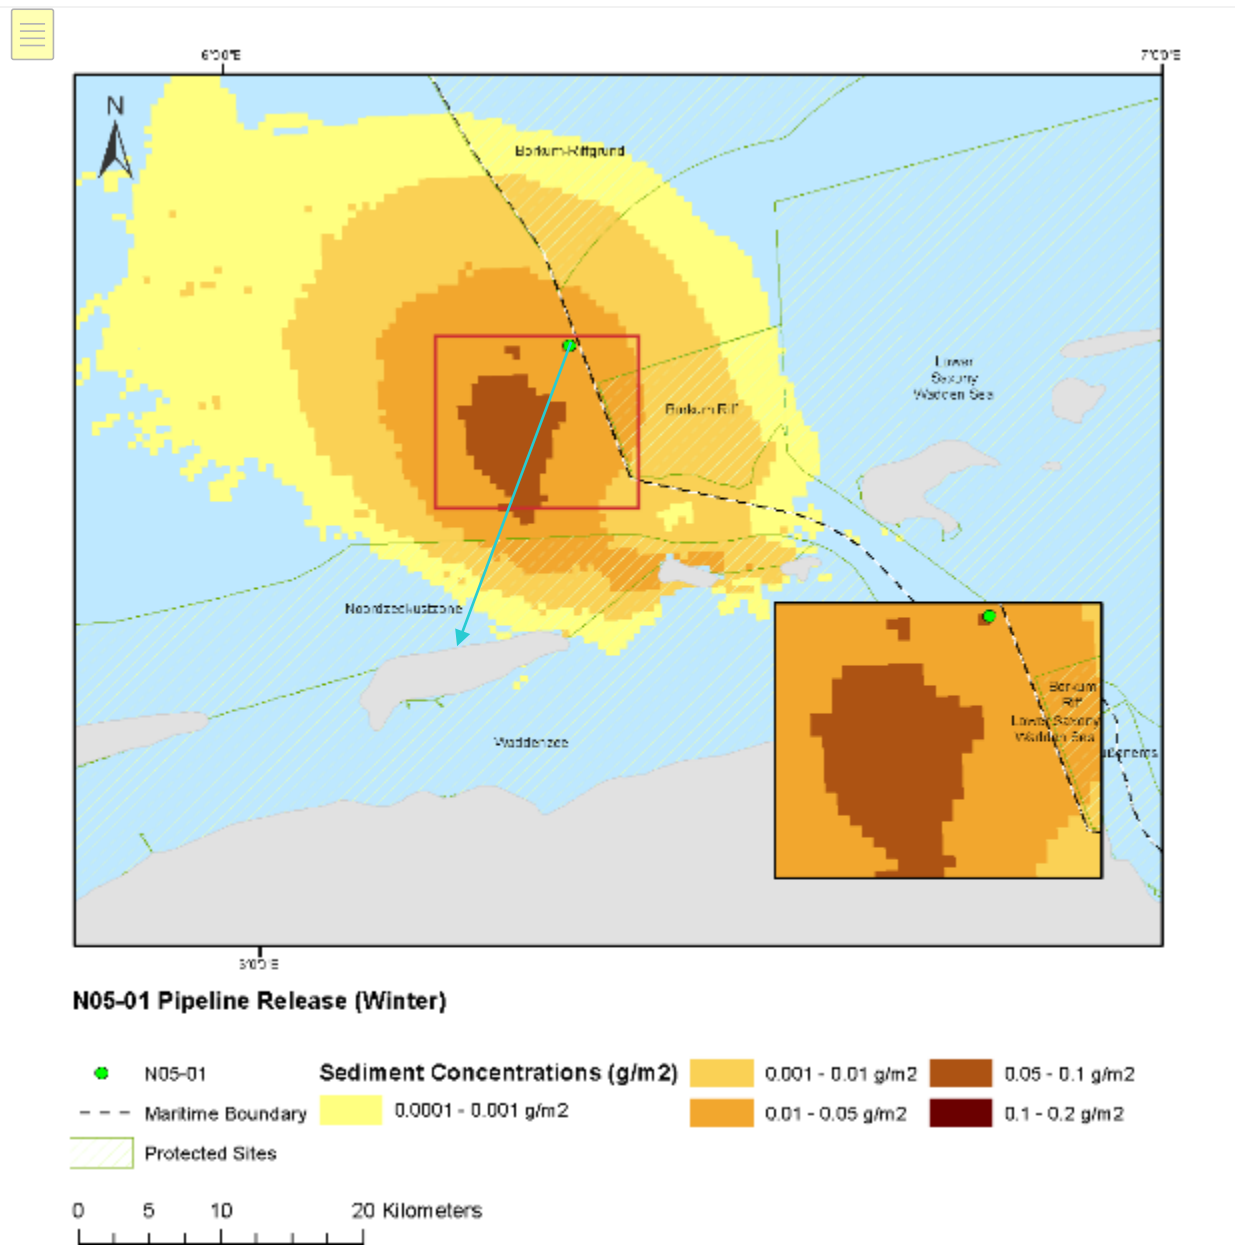 6°0'0"E
7°0'0"E
N
Borkum-Riffgrund
Lower
Saxony
Wadden Sea
Borkum Riff
Noordzeekustzone
Waddenzee
Borkum
Riff
Lower Saxony
Wadden Sea
N05-01 Pipeline Release (Winter)
N05-01
Maritime Boundary
Protected Sites
Sediment Concentrations (g/m2)
0.0001 - 0.001 g/m2
0.001 - 0.01 g/m2
0.01 - 0.05 g/m2
0.05 - 0.1 g/m2
0.1 - 0.2 g/m2
0 5 10 20 Kilometers